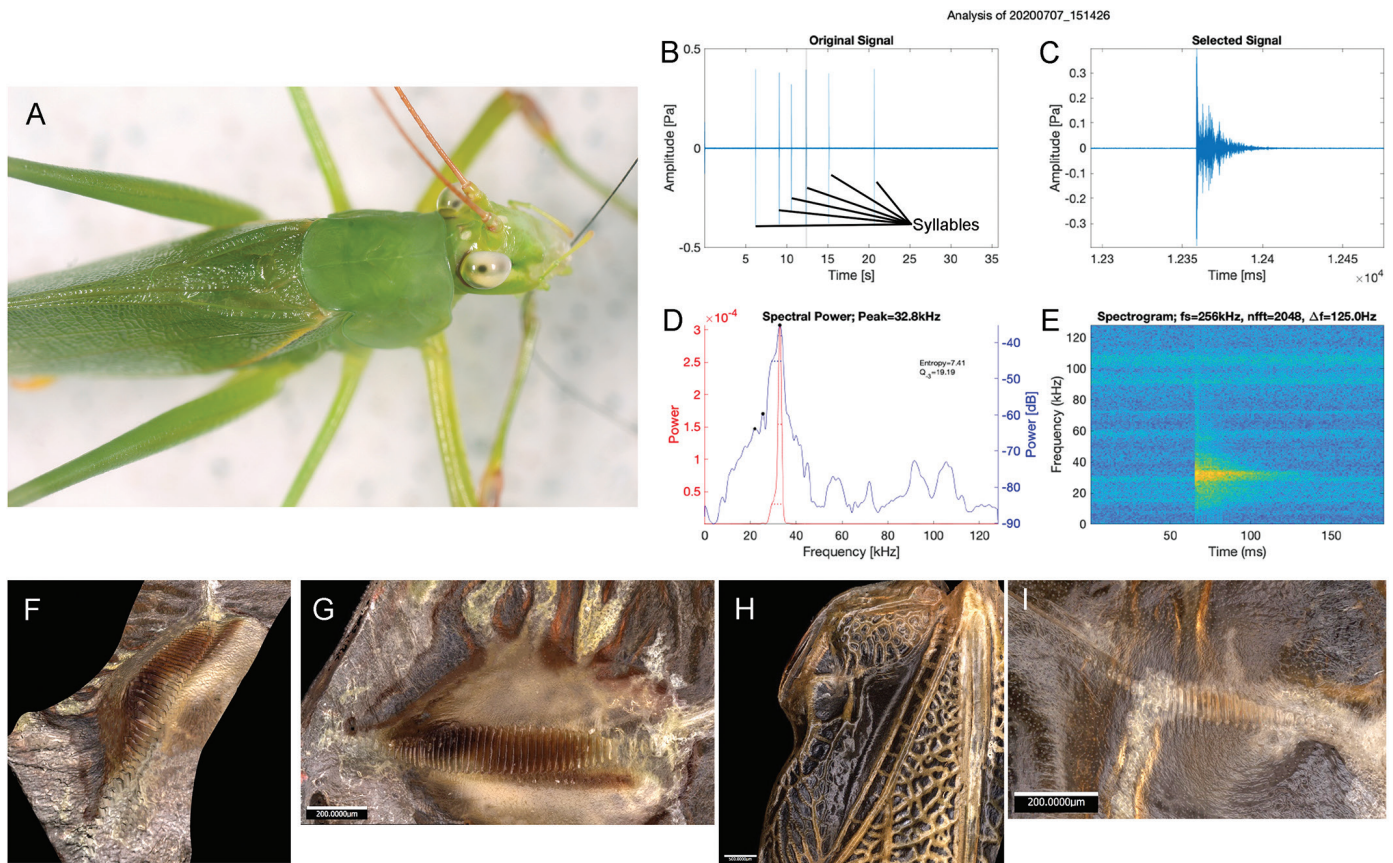 Analysis of 20200707_151426
A
B
Original Signal
0.5
0
-0.5
Amplitude [Pa]
5
10
15
20
25
30
35
Time [s]
Syllables
C
Selected Signal
0.3
0.2
0.1
0
-0.1
-0.2
-0.3
Amplitude [Pa]
1.23
1.235
1.24
1.245
×10⁴
Time [ms]
D
×10⁻⁴
Spectral Power; Peak=32.8kHz
3
2.5
2
1.5
1
0.5
Power
Entropy=7.41
Q₋₃=19.19
-40
-50
-60
-70
-80
-90
Power [dB]
0
20
40
60
80
100
120
Frequency [kHz]
E
Spectrogram; fs=256kHz, nfft=2048, Δf=125.0Hz
120
100
80
60
40
20
0
Frequency (kHz)
50
100
150
Time (ms)
F
G
200.0000µm
H
500.0000µm
I
200.0000µm